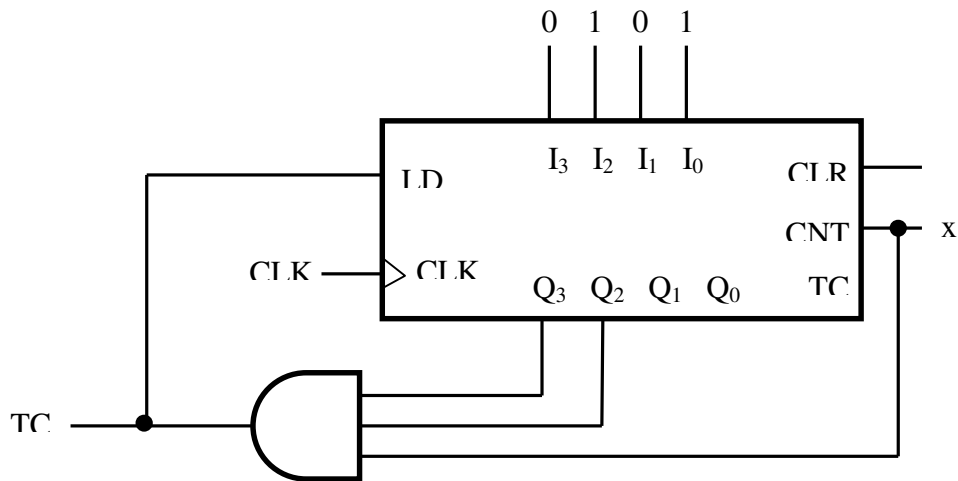 0 1 0 1
I3 I2 I1 I0
LD
CLR
CNT
x
CLK
CLK
Q3 Q2 Q1 Q0
TC
TC